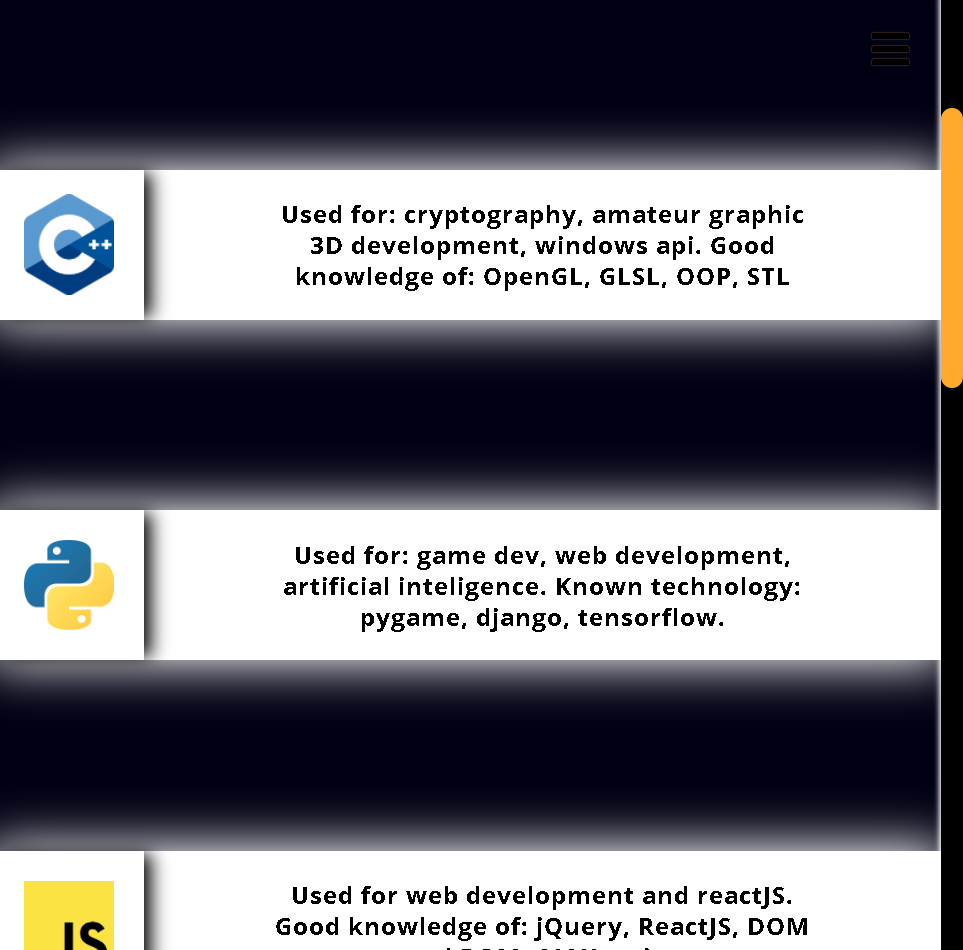 C++
Used for: cryptography, amateur graphic
3D development, windows api. Good
knowledge of: OpenGL, GLSL, OOP, STL
Used for: game dev, web development,
artificial inteligence. Known technology:
pygame, django, tensorflow.
JS
Used for web development and reactJS.
Good knowledge of: jQuery, ReactJS, DOM